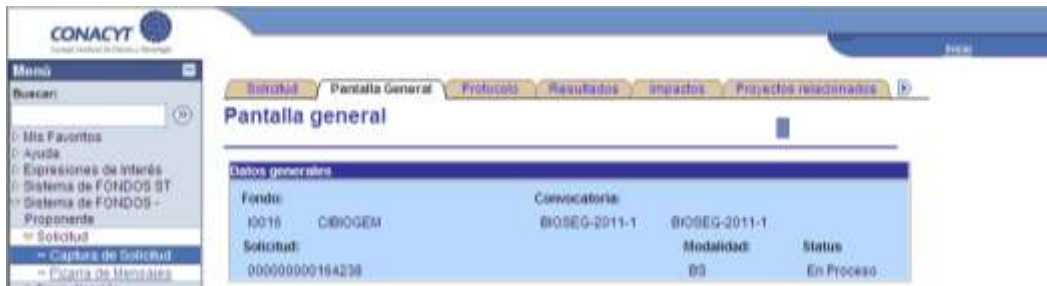 CONACYT
Inicio
Menú
Buscar:
Mis Favoritos
Ayuda
Expresiones de Interés
Sistema de FONDOS ST
Sistema de FONDOS -
Proponente
Solicitud
Captura de Solicitud
Pizarra de Mensajes
Solicitud Pantalla General Protocolo Resultados Impactos Proyectos relacionados
Pantalla general
Datos generales
Fondo: Convocatoria:
I0016 CIBIOGEM BIOSEG-2011-1 BIOSEG-2011-1
Solicitud: Modalidad: Status
000000000164238 BS En Proceso